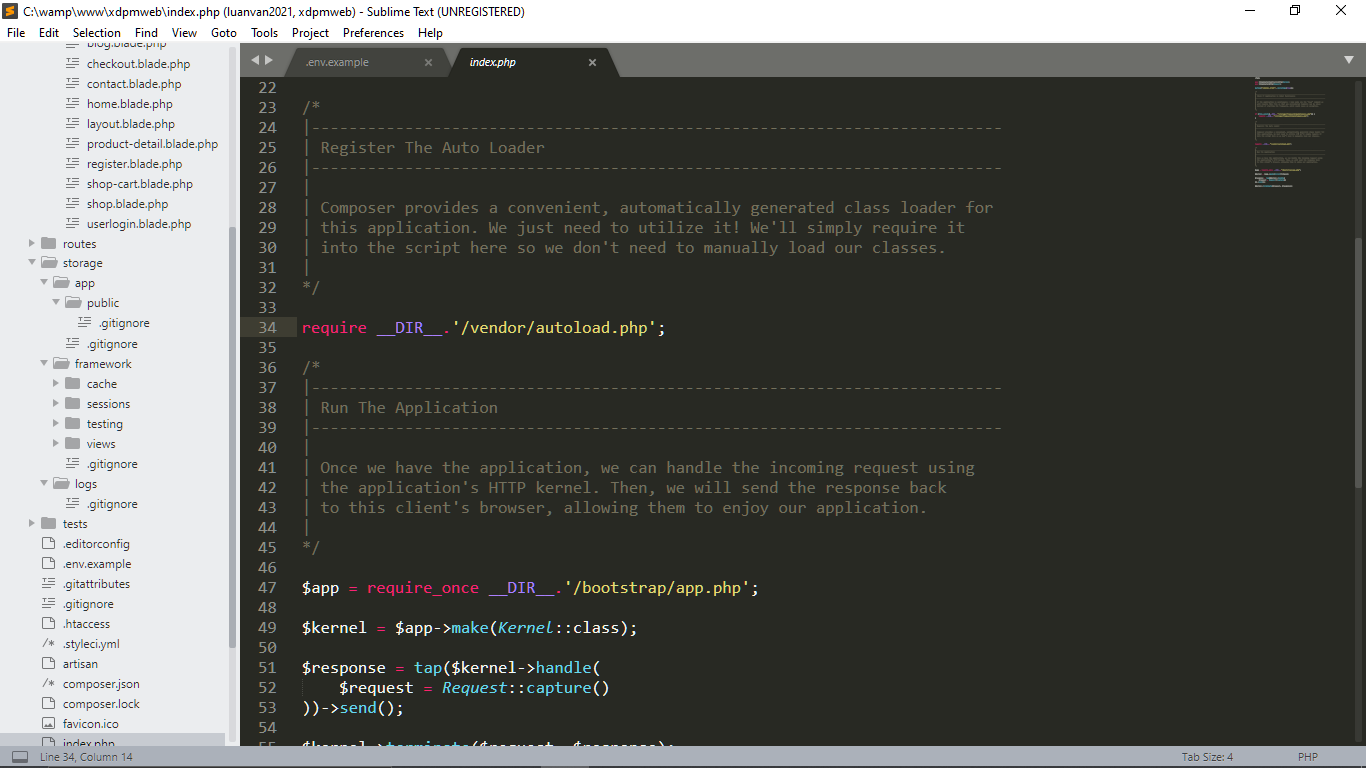 C:\wamp\www\xdpmweb\index.php (luanvan2021, xdpmweb) - Sublime Text (UNREGISTERED)
File Edit Selection Find View Goto Tools Project Preferences Help
blog.blade.php
checkout.blade.php
contact.blade.php
home.blade.php
layout.blade.php
product-detail.blade.php
register.blade.php
shop-cart.blade.php
shop.blade.php
userlogin.blade.php
routes
storage
app
public
.gitignore
.gitignore
framework
cache
sessions
testing
views
.gitignore
logs
.gitignore
tests
.editorconfig
.env.example
.gitattributes
.gitignore
.htaccess
/* .styleci.yml
artisan
/* composer.json
composer.lock
favicon.ico
index.php
.env.example index.php
22
23 /*
24 |--------------------------------------------------------------------------
25 | Register The Auto Loader
26 |--------------------------------------------------------------------------
27 |
28 | Composer provides a convenient, automatically generated class loader for
29 | this application. We just need to utilize it! We'll simply require it
30 | into the script here so we don't need to manually load our classes.
31 |
32 */
33
34 require __DIR__.'/vendor/autoload.php';
35
36 /*
37 |--------------------------------------------------------------------------
38 | Run The Application
39 |--------------------------------------------------------------------------
40 |
41 | Once we have the application, we can handle the incoming request using
42 | the application's HTTP kernel. Then, we will send the response back
43 | to this client's browser, allowing them to enjoy our application.
44 |
45 */
46
47 $app = require_once __DIR__.'/bootstrap/app.php';
48
49 $kernel = $app->make(Kernel::class);
50
51 $response = tap($kernel->handle(
52 $request = Request::capture()
53 ))->send();
54
55 $kernel->terminate($request, $response);
Line 34, Column 14
Tab Size: 4
PHP